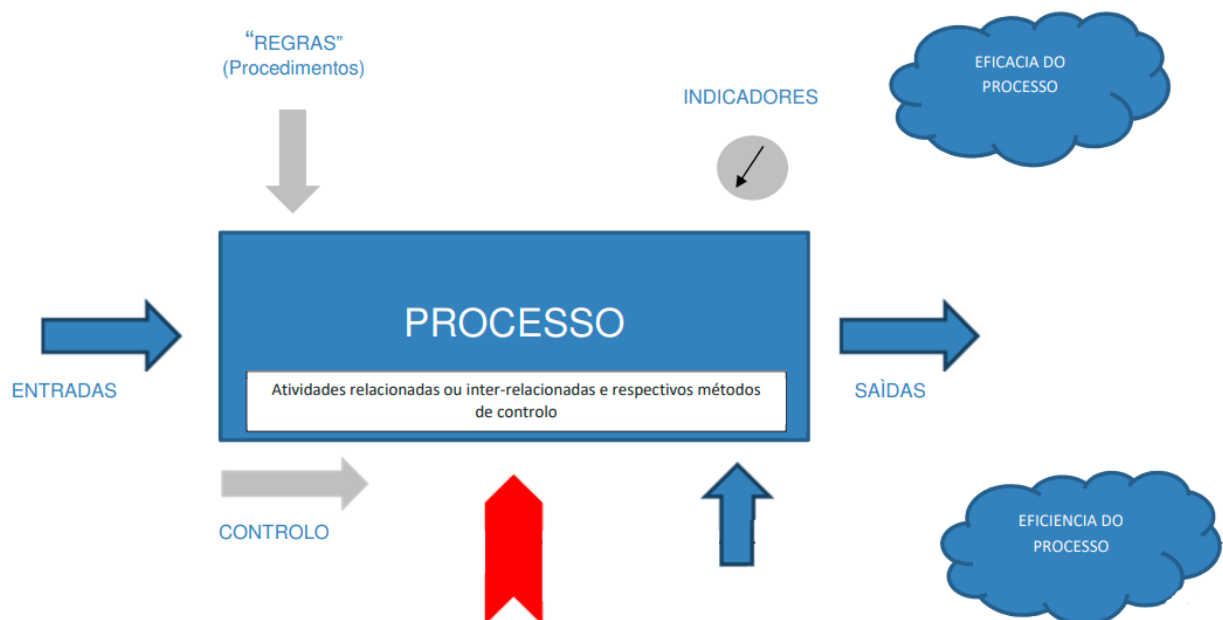 “REGRAS”
(Procedimentos)
INDICADORES
EFICACIA DO
PROCESSO
PROCESSO
Atividades relacionadas ou inter-relacionadas e respectivos métodos
de controlo
ENTRADAS
SAÌDAS
CONTROLO
EFICIENCIA DO
PROCESSO